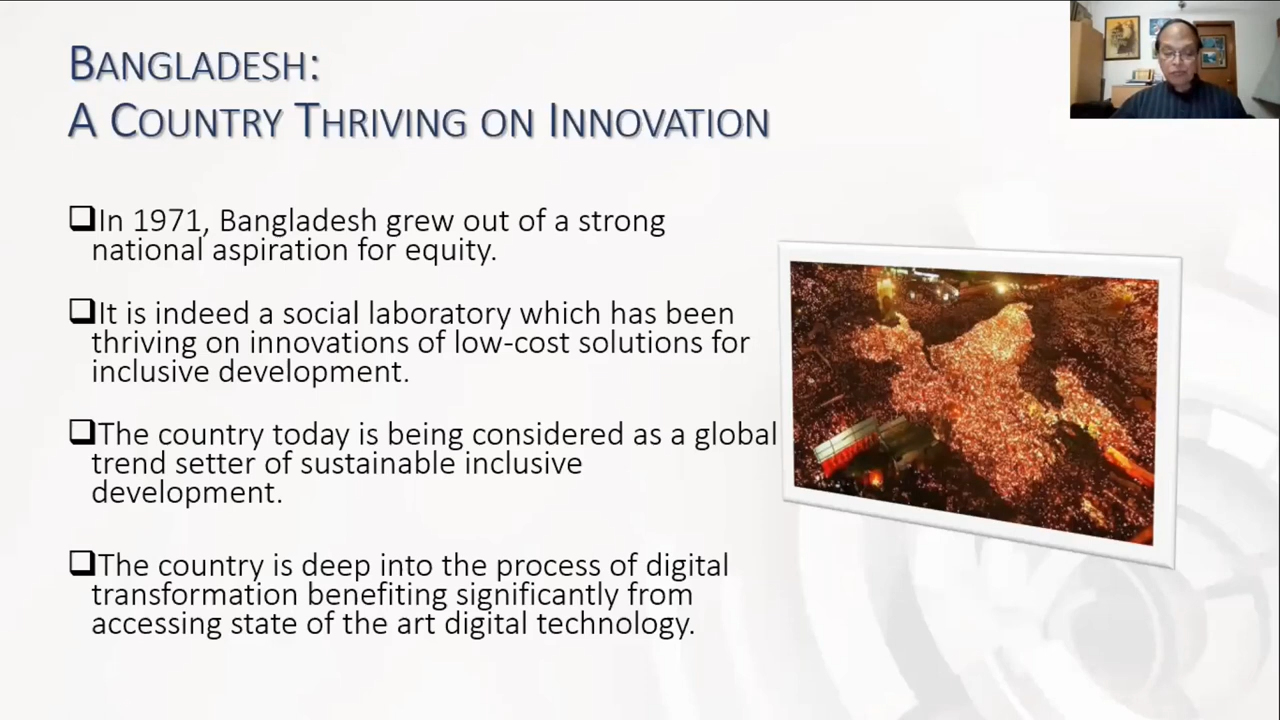 BANGLADESH:
A COUNTRY THRIVING ON INNOVATION
In 1971, Bangladesh grew out of a strong
national aspiration for equity.
It is indeed a social laboratory which has been
thriving on innovations of low-cost solutions for
inclusive development.
The country today is being considered as a global
trend setter of sustainable inclusive
development.
The country is deep into the process of digital
transformation benefiting significantly from
accessing state of the art digital technology.